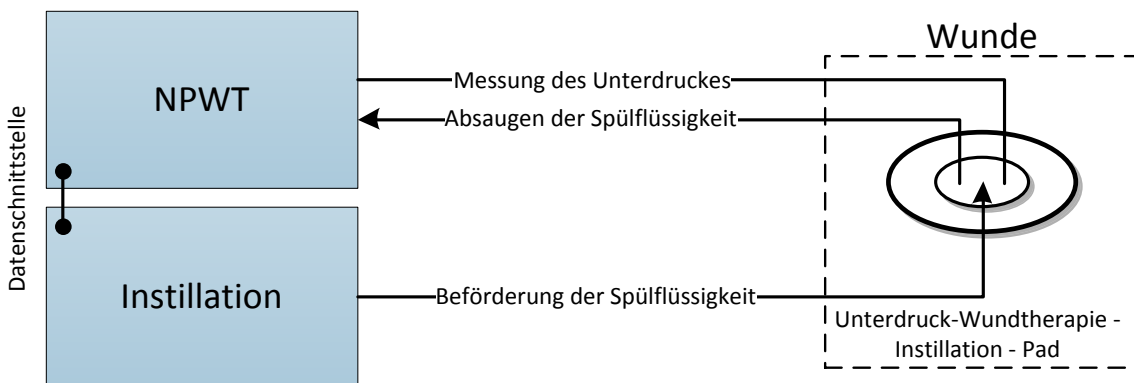 Wunde
NPWT
Messung des Unterdruckes
Absaugen der Spülflüssigkeit
Datenschnittstelle
Instillation
Beförderung der Spülflüssigkeit
Unterdruck-Wundtherapie -
Instillation - Pad